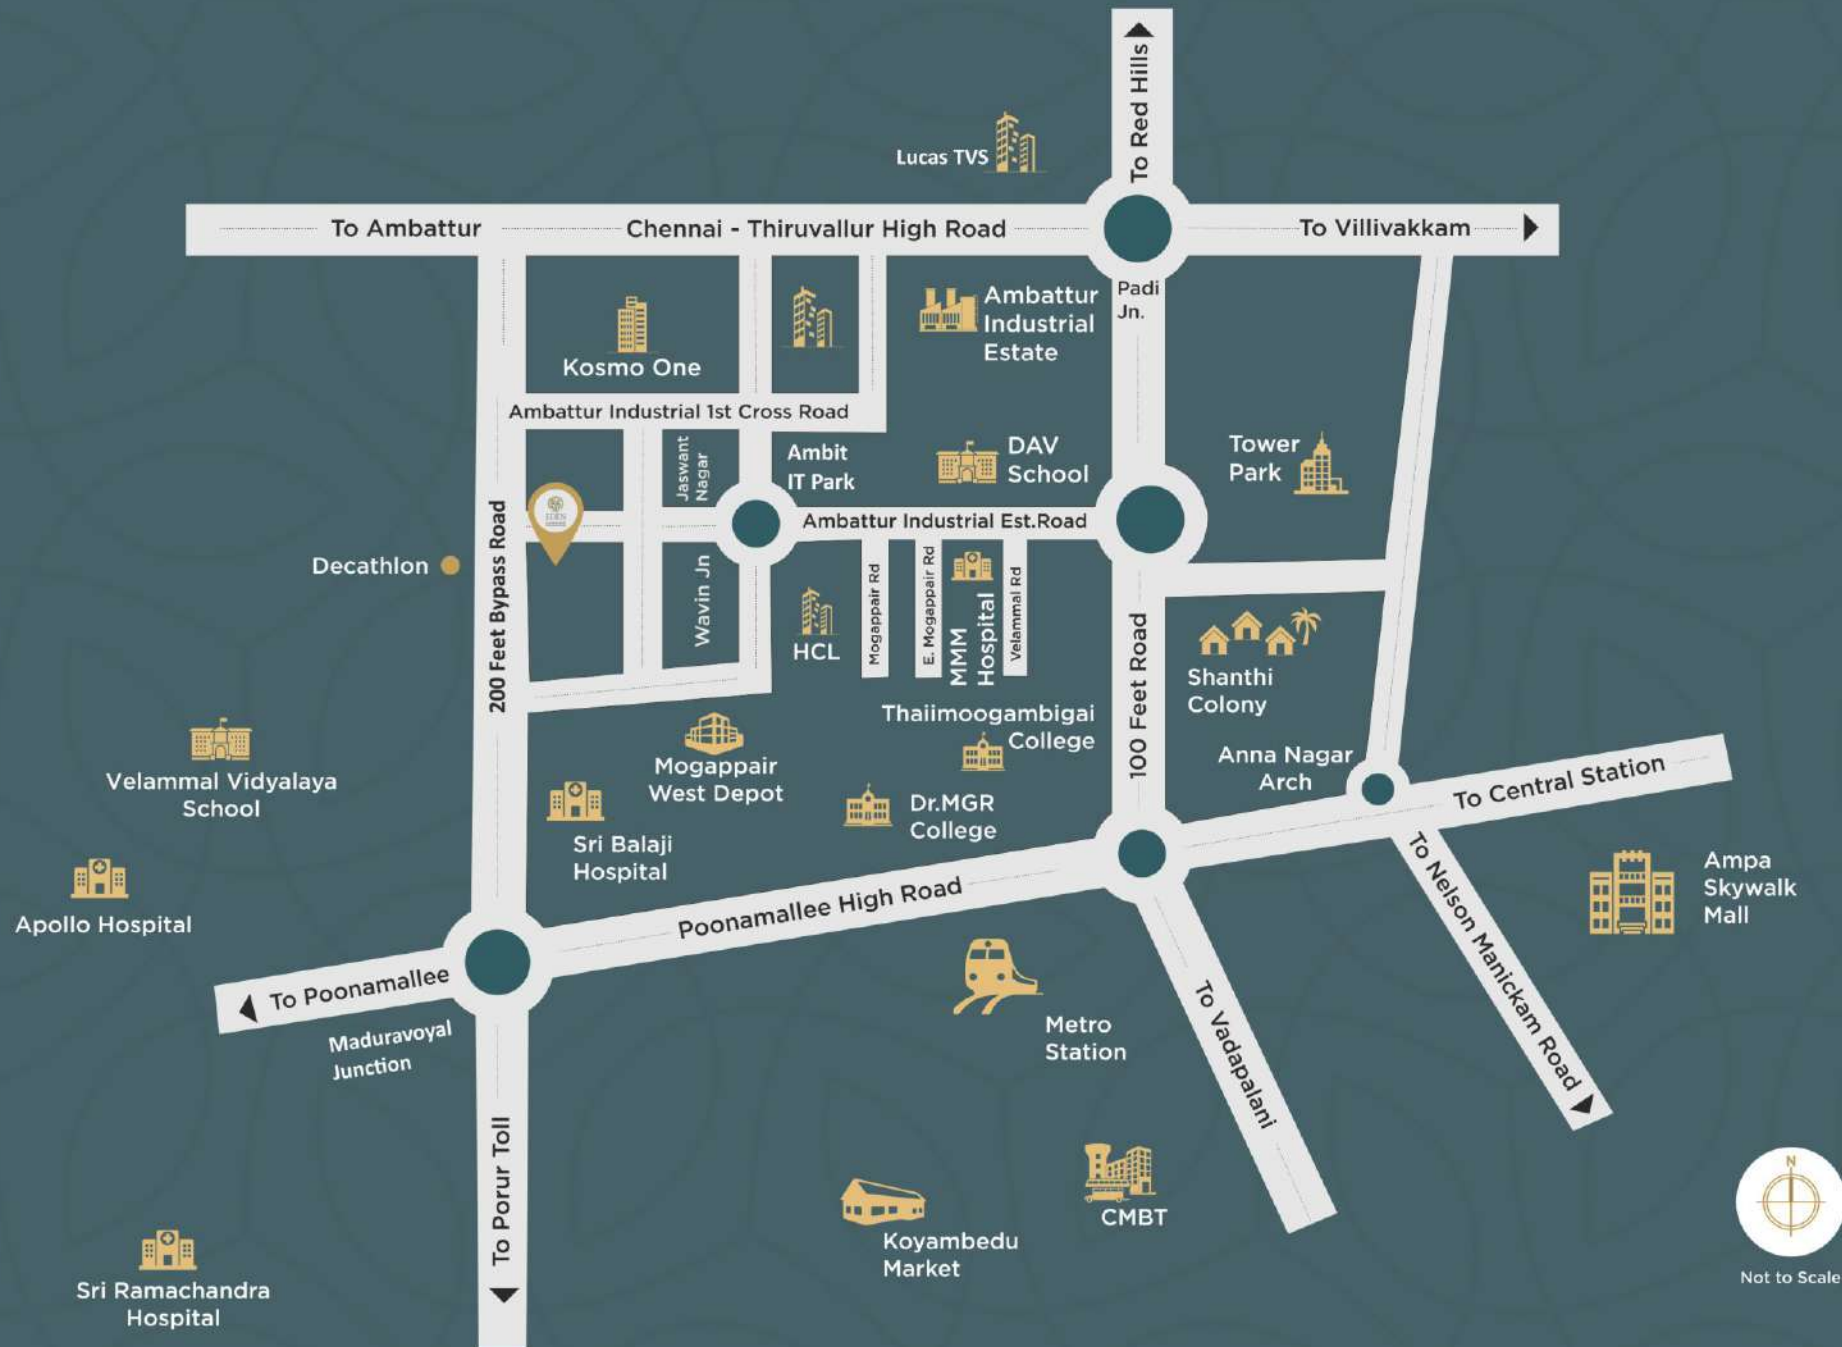 To Red Hills
Lucas TVS
To Ambattur
Chennai - Thiruvallur High Road
To Villivakkam
Padi
Jn.
Ambattur
Industrial
Estate
Kosmo One
Ambattur Industrial 1st Cross Road
Jaswant
Nagar
Ambit
IT Park
DAV
School
Tower
Park
EDEN
Ambattur Industrial Est.Road
200 Feet Bypass Road
Decathlon
Wavin Jn
HCL
Mogappair Rd
E. Mogappair Rd
MMM
Hospital
Velammal Rd
100 Feet Road
Shanthi
Colony
Thaiimoogambigai
College
Anna Nagar
Arch
To Central Station
Velammal Vidyalaya
School
Mogappair
West Depot
Dr.MGR
College
Sri Balaji
Hospital
Apollo Hospital
Poonamallee High Road
To Nelson Manickam Road
Ampa
Skywalk
Mall
To Poonamallee
Maduravoyal
Junction
Metro
Station
To Vadapalani
To Porur Toll
CMBT
Koyambedu
Market
Sri Ramachandra
Hospital
N
Not to Scale